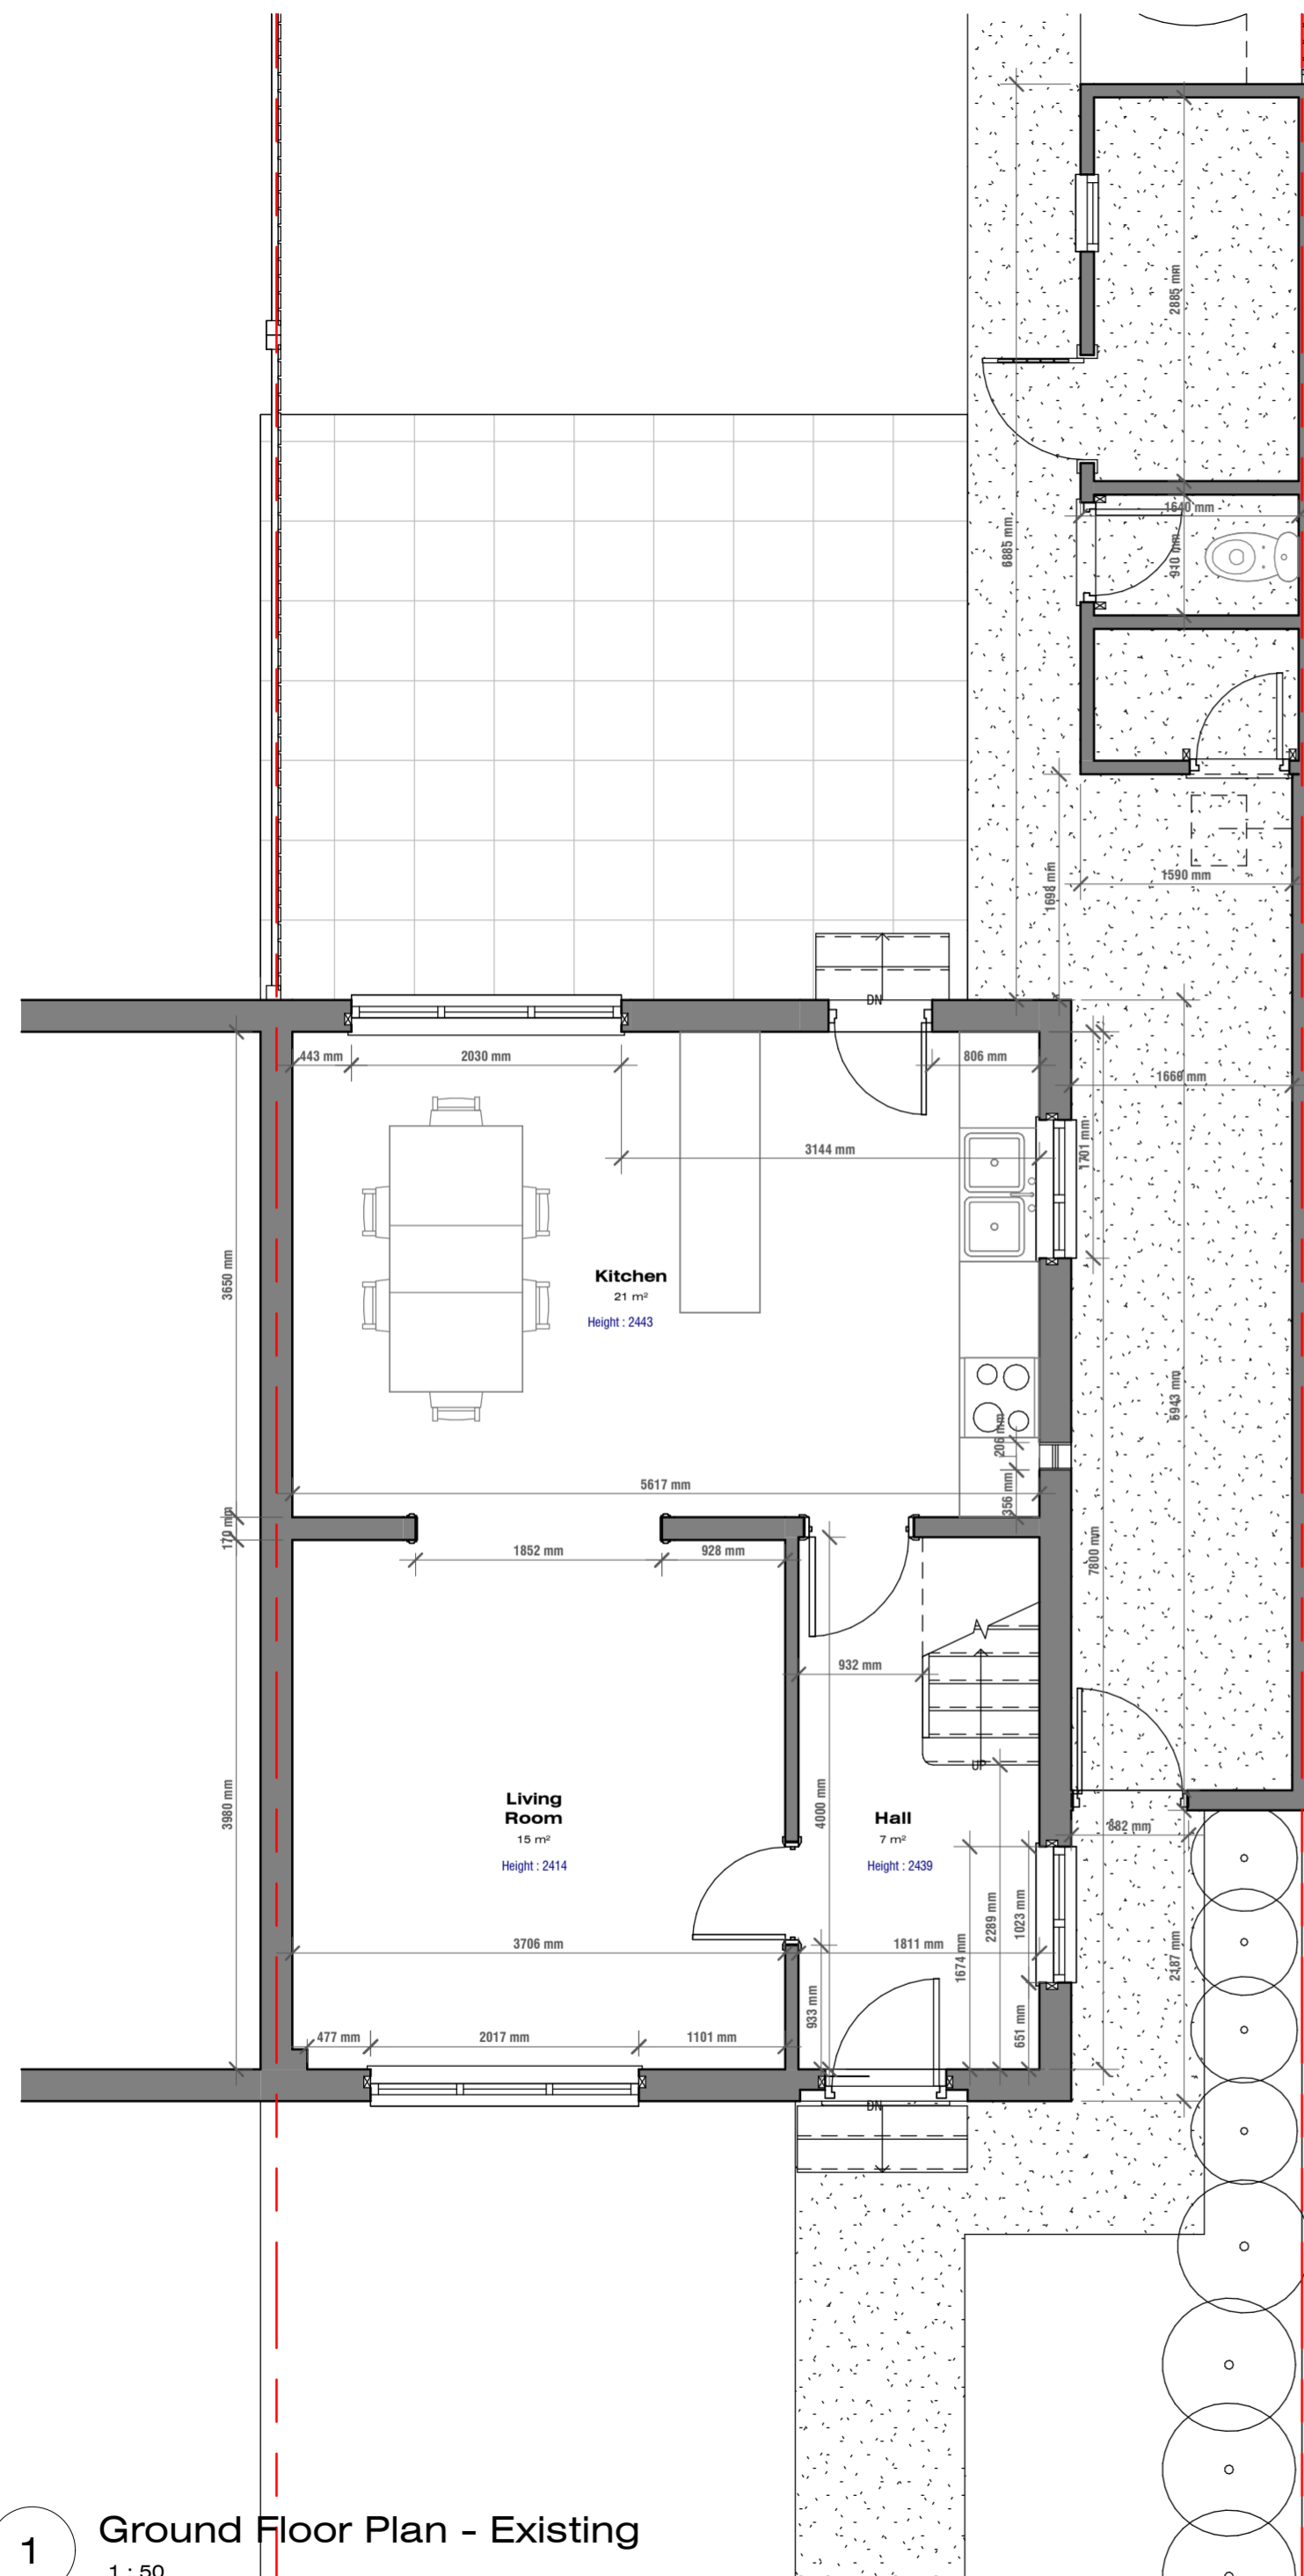 2885 mm
1640 mm
910 mm
6885 mm
1698 mm
1590 mm
DN
443 mm
2030 mm
806 mm
1668 mm
1701 mm
3144 mm
3650 mm
Kitchen
21 m²
Height : 2443
6943 mm
206 mm
5617 mm
356 mm
170 mm
1852 mm
928 mm
7800 mm
932 mm
UP
3980 mm
4000 mm
Living
Room
15 m²
Height : 2414
Hall
7 m²
Height : 2439
882 mm
3706 mm
1811 mm
1674 mm
2289 mm
1023 mm
2187 mm
933 mm
651 mm
477 mm
2017 mm
1101 mm
DN
1
Ground Floor Plan - Existing
1 : 50